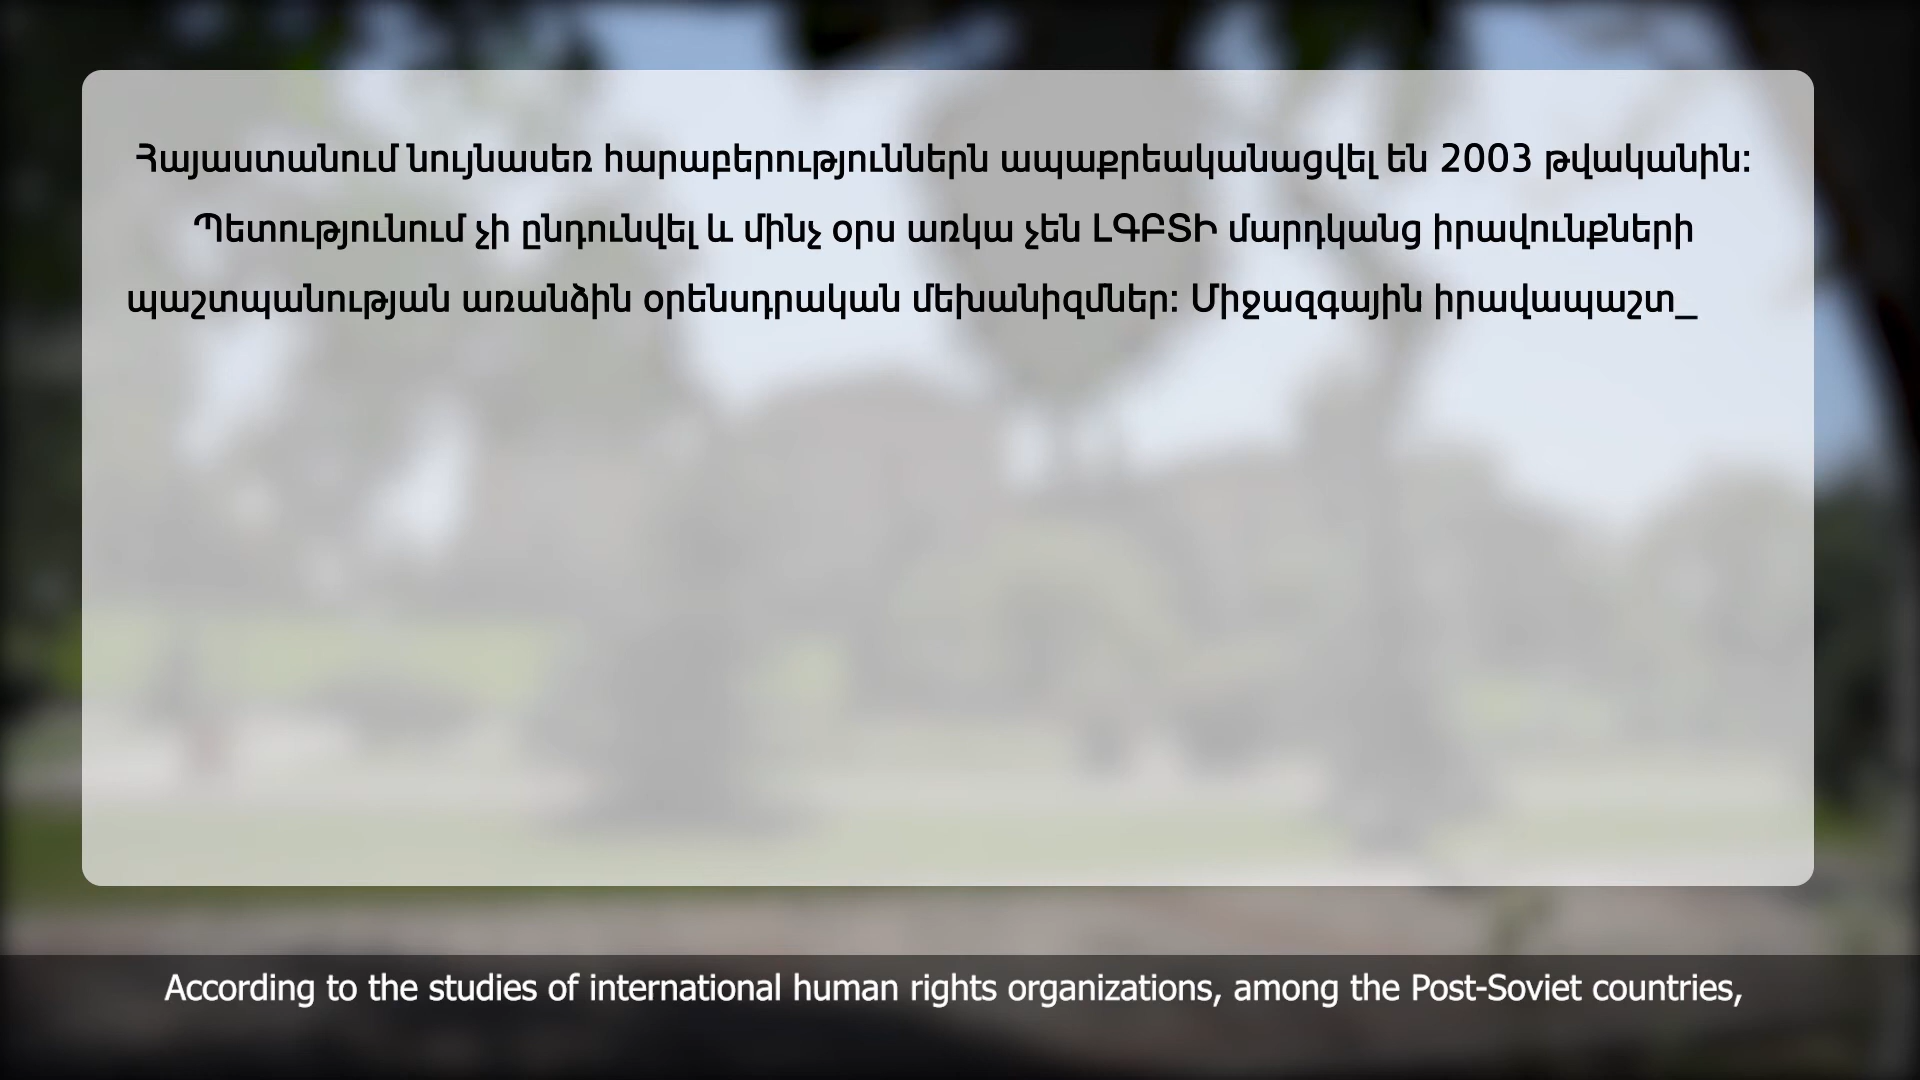 Հայաստանում նույնասեռ հարաբերություններն ապաքրեականացվել են 2003 թվականին:
Պետությունում չի ընդունվել և մինչ օրս առկա չեն ԼԳԲՏԻ մարդկանց իրավունքների
պաշտպանության առանձին օրենսդրական մեխանիզմներ: Միջազգային իրավապաշտ_
According to the studies of international human rights organizations, among the Post-Soviet countries,